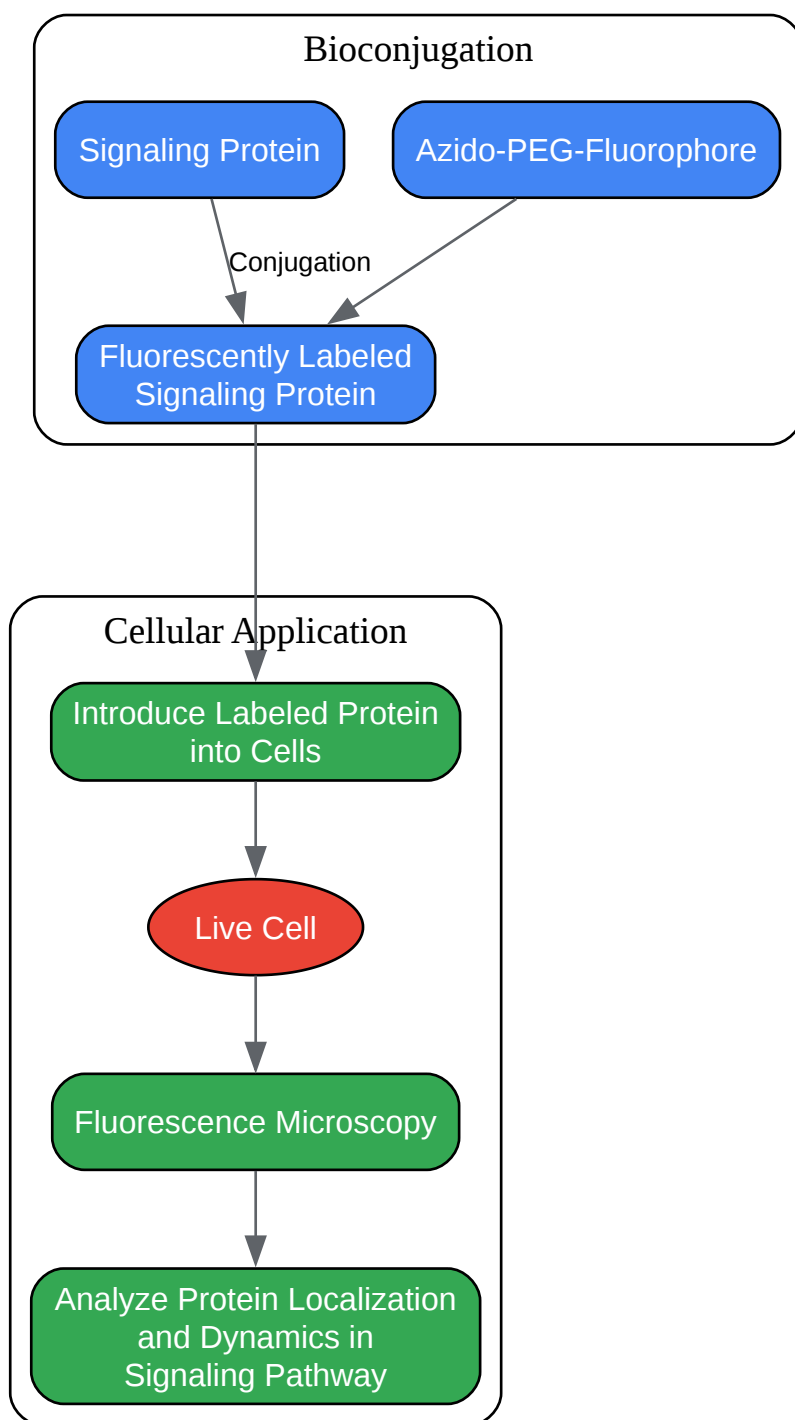 Bioconjugation
Signaling Protein
Azido-PEG-Fluorophore
Conjugation
Fluorescently Labeled
Signaling Protein
Cellular Application
Introduce Labeled Protein
into Cells
Live Cell
Fluorescence Microscopy
Analyze Protein Localization
and Dynamics in
Signaling Pathway